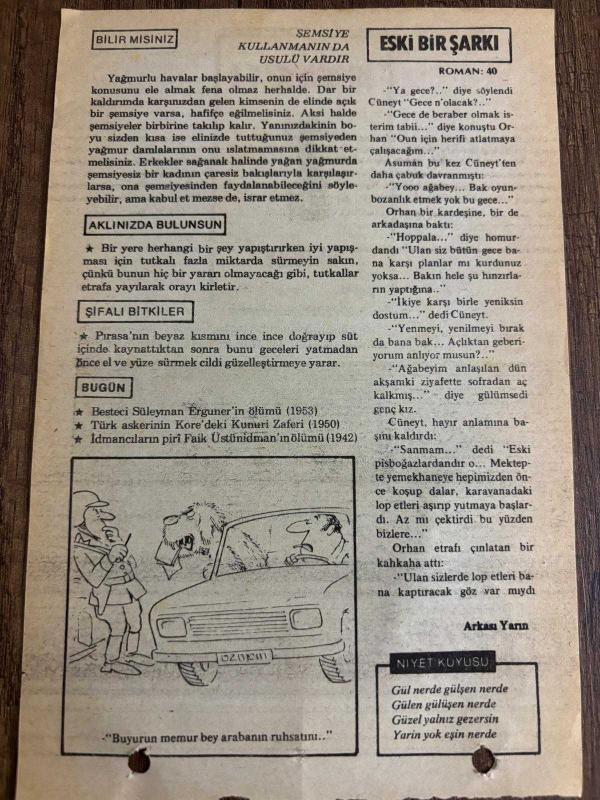 BİLİR MİSİNİZ
ŞEMSİYE
KULLANMANIN DA
USULÜ VARDIR
Yağmurlu havalar başlayabilir, onun için şemsiye
konusunu ele almak fena olmaz herhalde. Dar bir
kaldırımda karşınızdan gelen kimsenin de elinde açık
bir şemsiye varsa, hafifçe eğilmelisiniz. Aksi halde
şemsiyeler birbirine takılıp kalır. Yanınızdakinin bo-
yu sizden kısa ise elinizde tuttuğunuz şemsiyeden
yağmur damlalarının onu ıslatmamasına dikkat et-
melisiniz. Erkekler sağanak halinde yağan yağmurda
şemsiyesiz bir kadının çaresiz bakışlarıyla karşılaşır-
larsa, ona şemsiyesinden faydalanabileceğini söyle-
yebilir, ama kabul et mezse de, israr etmez.
AKLINIZDA BULUNSUN
★ Bir yere herhangi bir şey yapıştırırken iyi yapış-
ması için tutkalı fazla miktarda sürmeyin sakın,
çünkü bunun hiç bir yararı olmayacağı gibi, tutkallar
etrafa yayılarak orayı kirletir.
ŞİFALI BİTKİLER
★ Pırasa'nın beyaz kısmını ince ince doğrayıp süt
içinde kaynattıktan sonra bunu geceleri yatmadan
önce el ve yüze sürmek cildi güzelleştirmeye yarar.
BUGÜN
★ Besteci Süleyman Erguner'in ölümü (1953)
★ Türk askerinin Kore'deki Kunuri Zaferi (1950)
★ İdmancıların pirî Faik Üstünidman'ın ölümü (1942)
-"Buyurun memur bey arabanın ruhsatını.."
ESKİ BİR ŞARKI
ROMAN: 40
-"Ya gece?.." diye söylendi
Cüneyt "Gece n'olacak?.."
-"Gece de beraber olmak is-
terim tabii..." diye konuştu Or-
han "Oun için herifi atlatmaya
çalışacağım..."
Asuman bu kez Cüneyt'ten
daha çabuk davranmıştı:
-"Yooo ağabey... Bak oyun-
bozanlık etmek yok bu gece..."
Orhan bir kardeşine, bir de
arkadaşına baktı:
-"Hoppala..." diye homur-
dandı "Ulan siz bütün gece ba-
na karşı planlar mı kurdunuz
yoksa... Bakın hele şu hınzırla-
rın yaptığına.."
-"İkiye karşı birle yeniksin
dostum..." dedi Cüneyt.
-"Yenmeyi, yenilmeyi bırak
da bana bak... Açlıktan geberi-
yorum anlıyor musun?.."
-"Ağabeyim anlaşılan dün
akşamki ziyafette sofradan aç
kalkmış..." diye gülümsedi
genç kız.
Cüneyt, hayır anlamına ba-
şını kaldırdı:
-"Sanmam..." dedi "Eski
pisboğazlardandır o... Mektep-
te yemekhaneye hepimizden ön-
ce koşup dalar, karavanadaki
lop etleri aşırıp yutmaya başlar-
dı. Az mı çektirdi bu yüzden
bizlere..."
Orhan etrafı çınlatan bir
kahkaha attı:
-"Ulan sizlerde lop etleri ba-
na kaptıracak göz var mıydı
Arkası Yarın
NİYET KUYUSU
Gül nerde gülşen nerde
Gülen gülüşen nerde
Güzel yalnız gezersin
Yarin yok eşin nerde